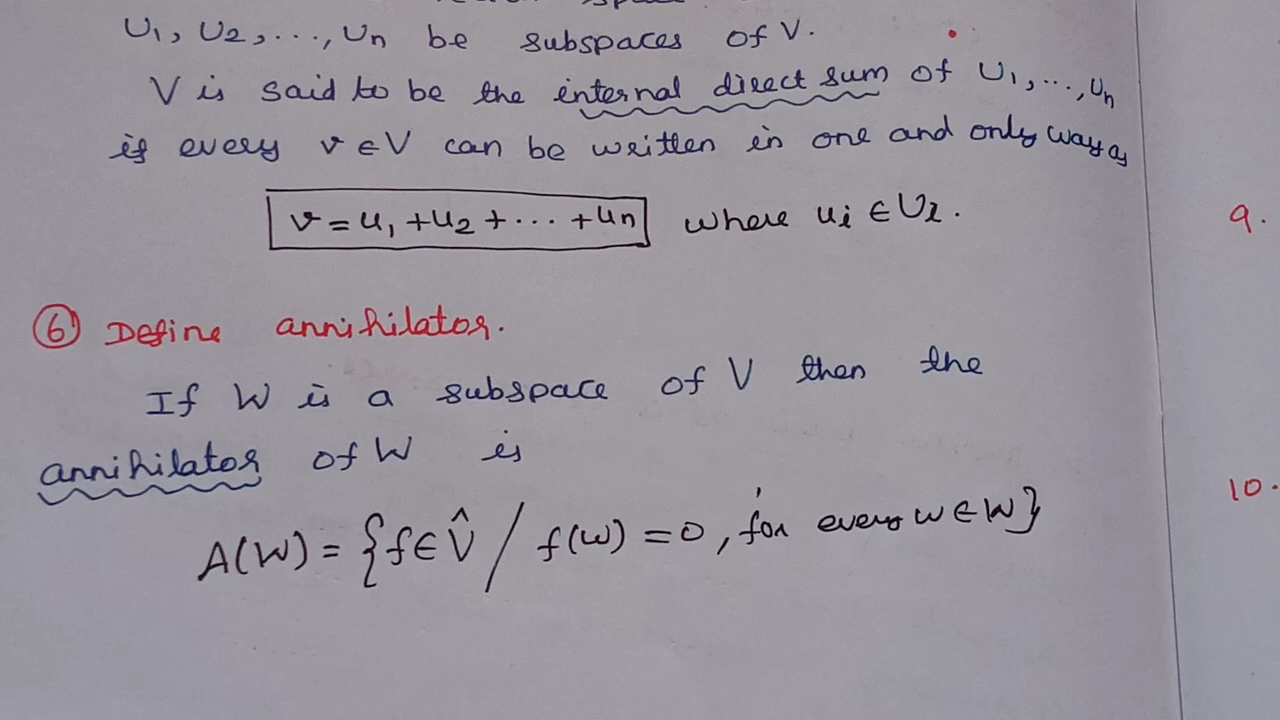 U₁, U₂, ..., Un be subspaces of V.
V is said to be the internal direct sum of U₁, ..., Un
is every v ∈ V can be written in one and only way as
v = u₁ + u₂ + ... + un where ui ∈ Ui.
9.
⑥ Define annihilator.
If W is a subspace of V then the
annihilator of W is
10.
A(W) = {f ∈ V̂ / f(w) = 0, for every w ∈ W}